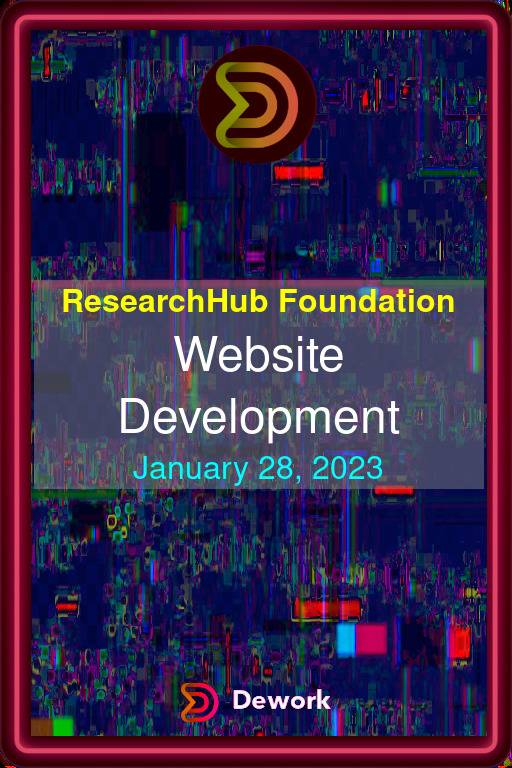 ResearchHub Foundation
Website
Development
January 28, 2023
Dework